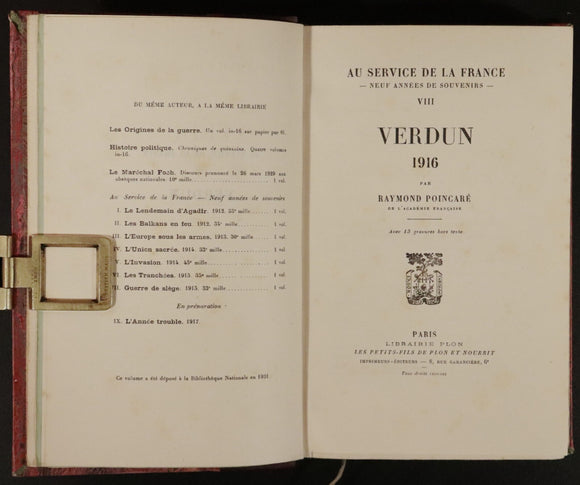 DU MÊME AUTEUR, A LA MÊME LIBRAIRIE
Les Origines de la guerre. Un vol. in-16 sur papier pur fil.
Histoire politique. Chroniques de quinzaine. Quatre volumes
in-16.
Le Maréchal Foch. Discours prononcé le 26 mars 1929 aux
obsèques nationales. 10e mille. 1 vol.
Au Service de la France — Neuf années de souvenirs
I. Le Lendemain d'Agadir. 1912. 35e mille. 1 vol.
II. Les Balkans en feu. 1912. 31e mille. 1 vol.
III. L'Europe sous les armes. 1913. 30e mille. 1 vol.
IV. L'Union sacrée. 1914. 33e mille. 1 vol.
V. L'Invasion. 1914. 45e mille. 1 vol.
VI. Les Tranchées. 1915. 35e mille. 1 vol.
II. Guerre de siège. 1915. 33e mille. 1 vol.
En préparation :
IX. L'Année trouble. 1917.
Ce volume a été déposé à la Bibliothèque Nationale en 1931.
AU SERVICE DE LA FRANCE
— NEUF ANNÉES DE SOUVENIRS —
VIII
VERDUN
1916
PAR
RAYMOND POINCARÉ
DE L'ACADÉMIE FRANÇAISE
Avec 15 gravures hors texte
PARIS
LIBRAIRIE PLON
LES PETITS-FILS DE PLON ET NOURRIT
IMPRIMEURS-ÉDITEURS — 8, RUE GARANCIÈRE, 6e
Tous droits réservés